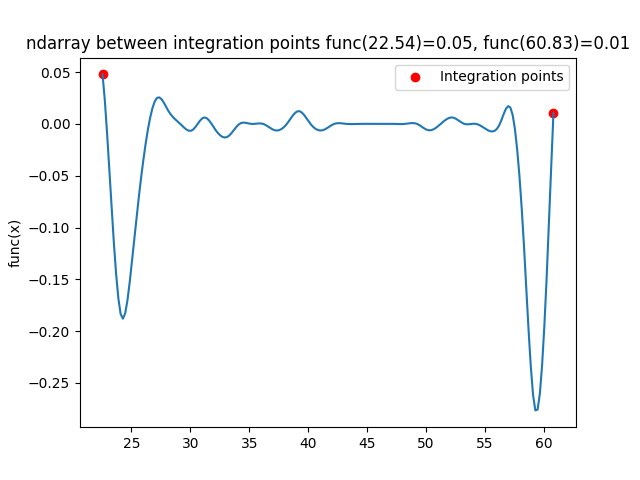 ndarray between integration points func(22.54)=0.05, func(60.83)=0.01
Integration points
func(x)
0.05
0.00
−0.05
−0.10
−0.15
−0.20
−0.25
25 30 35 40 45 50 55 60